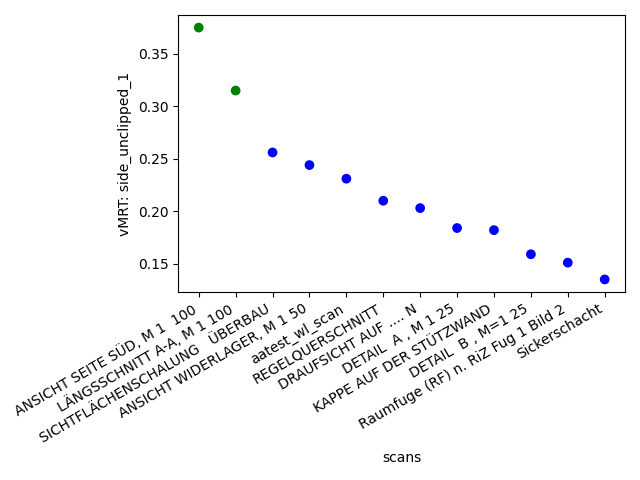 0.35
0.30
0.25
0.20
0.15
vMRT: side_unclipped_1
ANSICHT SEITE SÜD, M 1  100
LÄNGSSCHNITT A-A, M 1 100
SICHTFLÄCHENSCHALUNG   ÜBERBAU
ANSICHT WIDERLAGER, M 1 50
aatest_wl_scan
REGELQUERSCHNITT
DRAUFSICHT AUF .... N
DETAIL  A , M 1 25
KAPPE AUF DER STÜTZWAND
DETAIL  B , M=1 25
Raumfuge (RF) n. RiZ Fug 1 Bild 2
Sickerschacht
scans